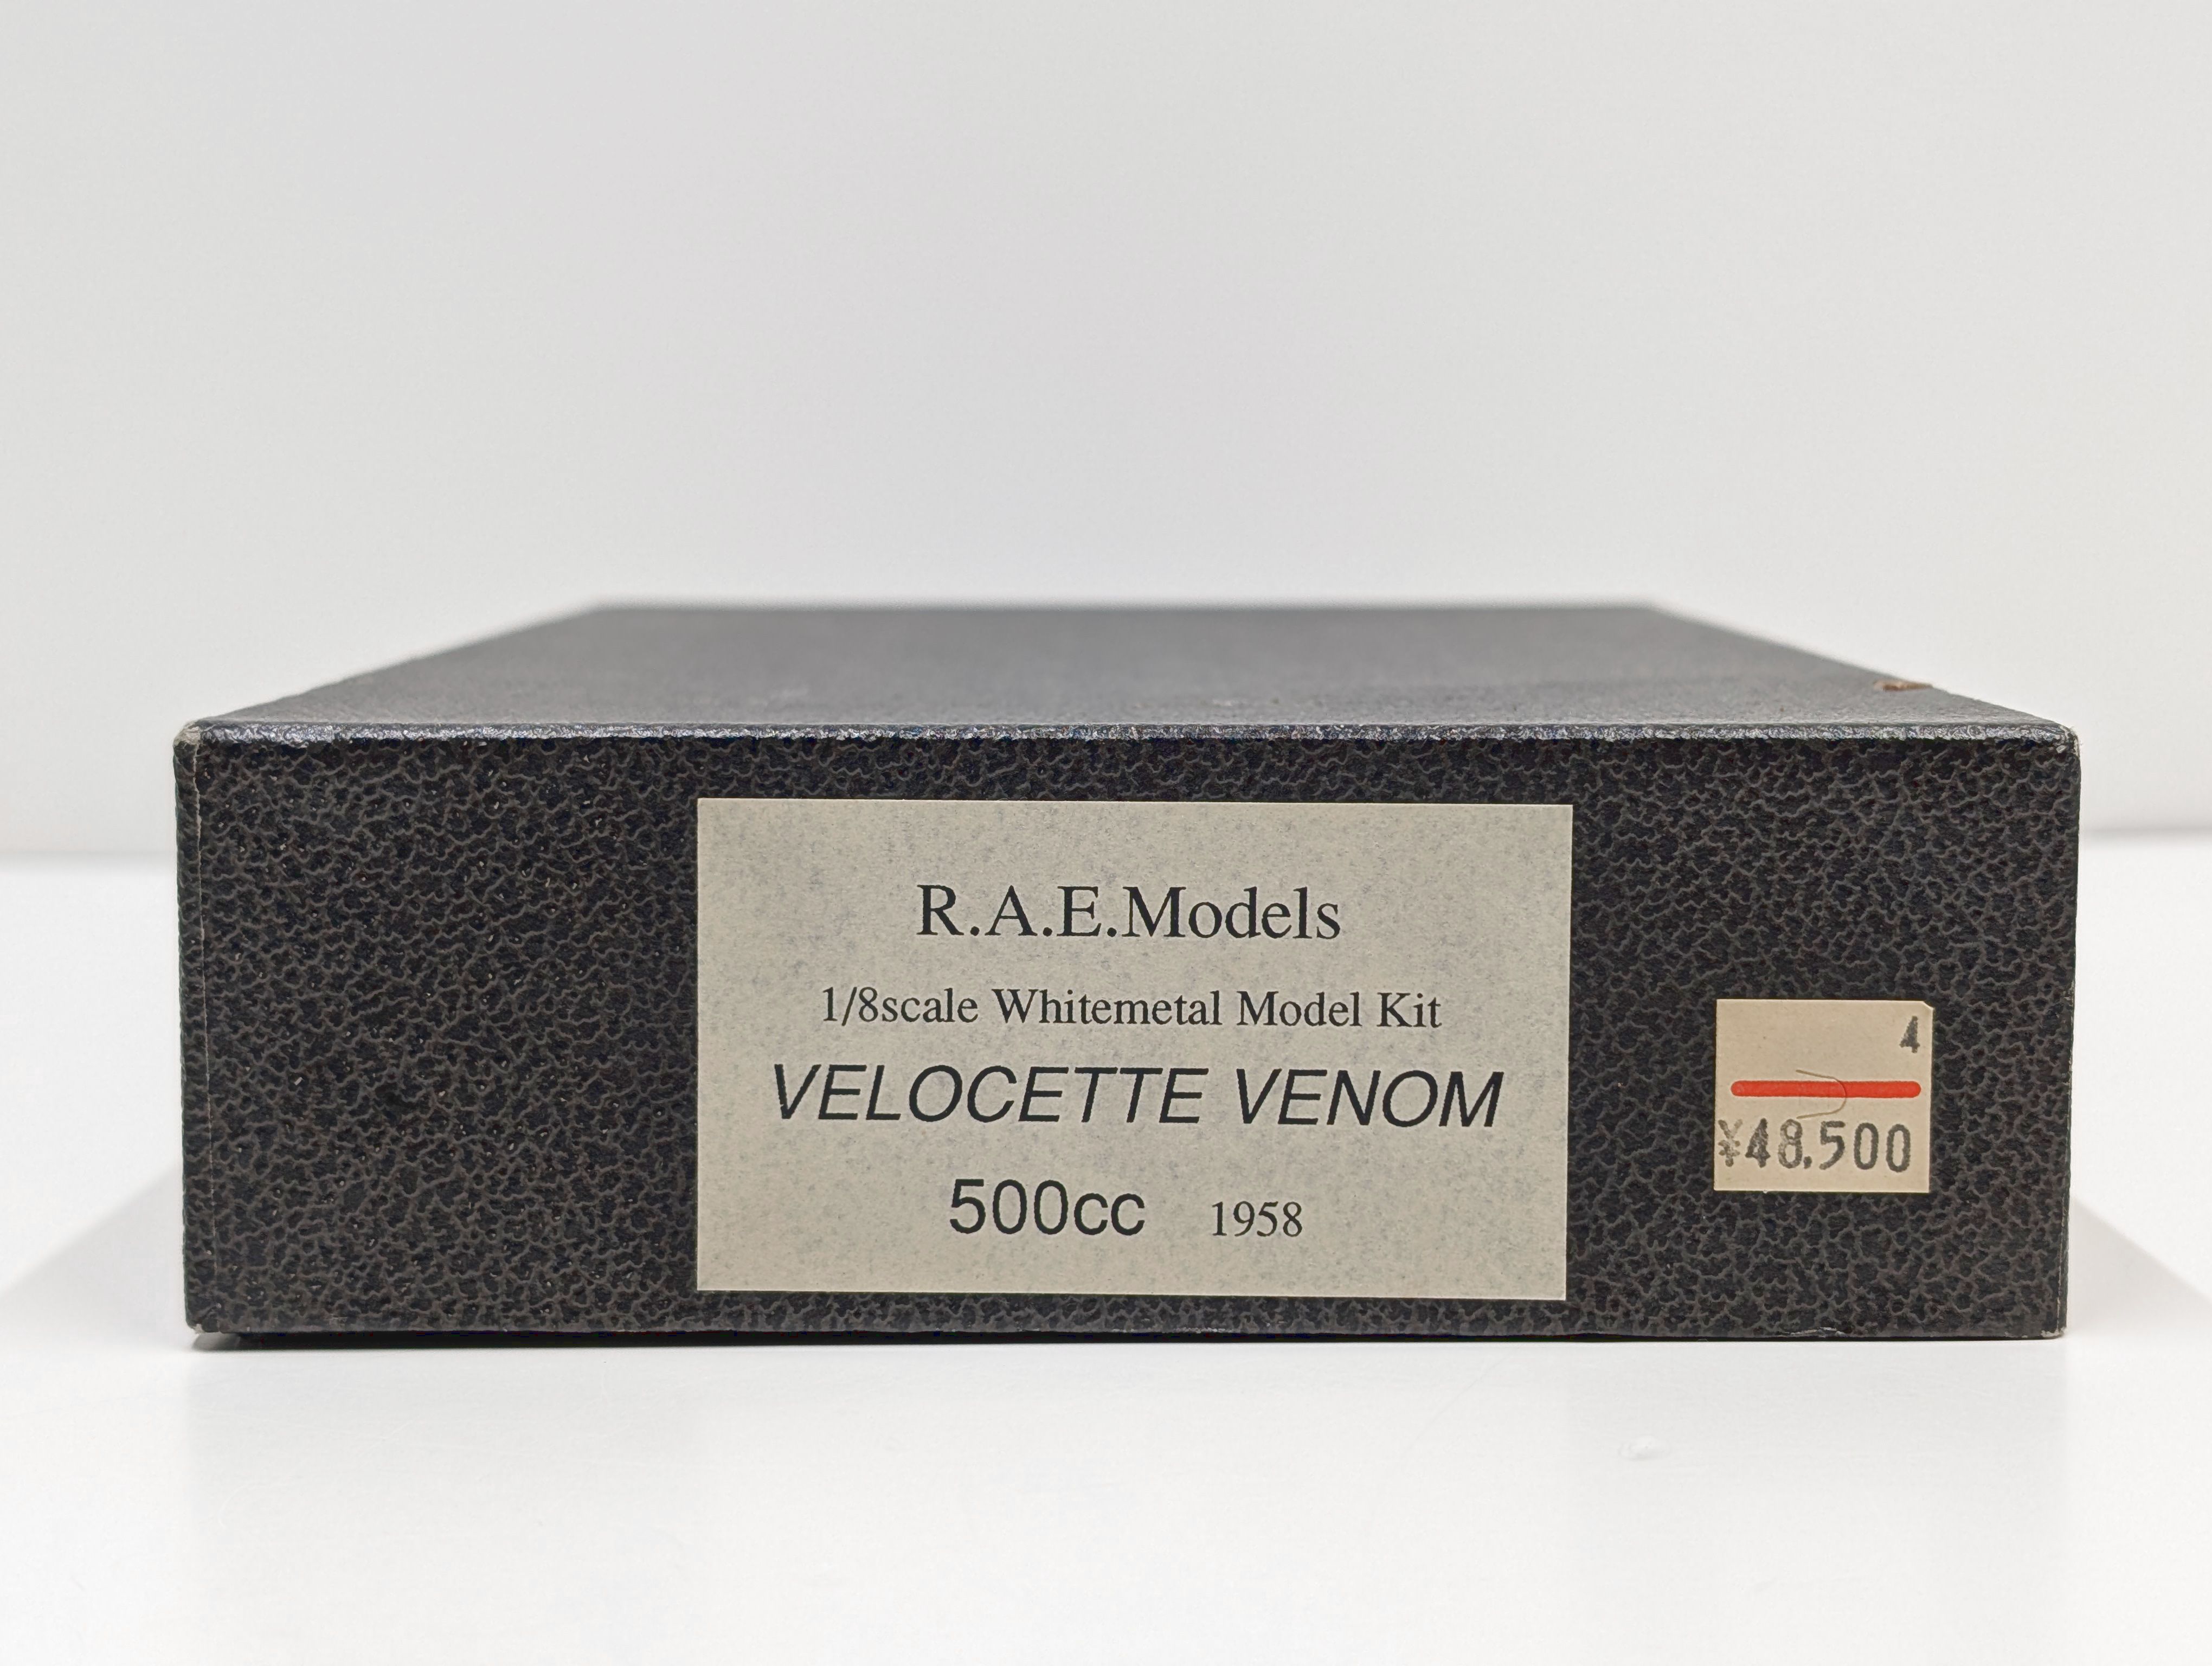 R.A.E.Models
1/8scale Whitemetal Model Kit
VELOCETTE VENOM
500cc 1958
4
¥48,500